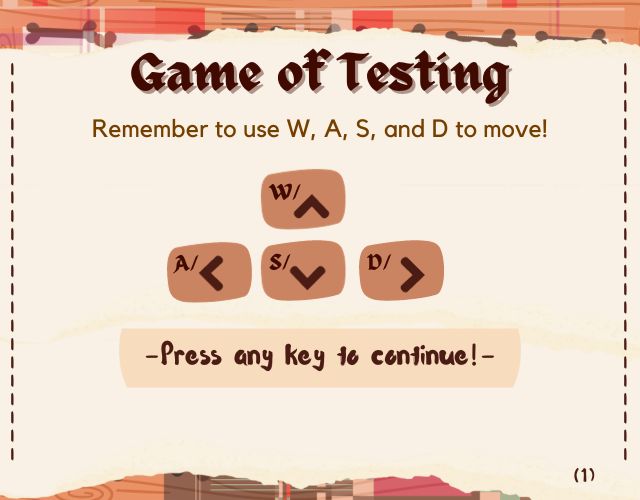 Game of Testing
Remember to use W, A, S, and D to move!
W/
A/ S/ D/
-Press any key to continue!-
(1)